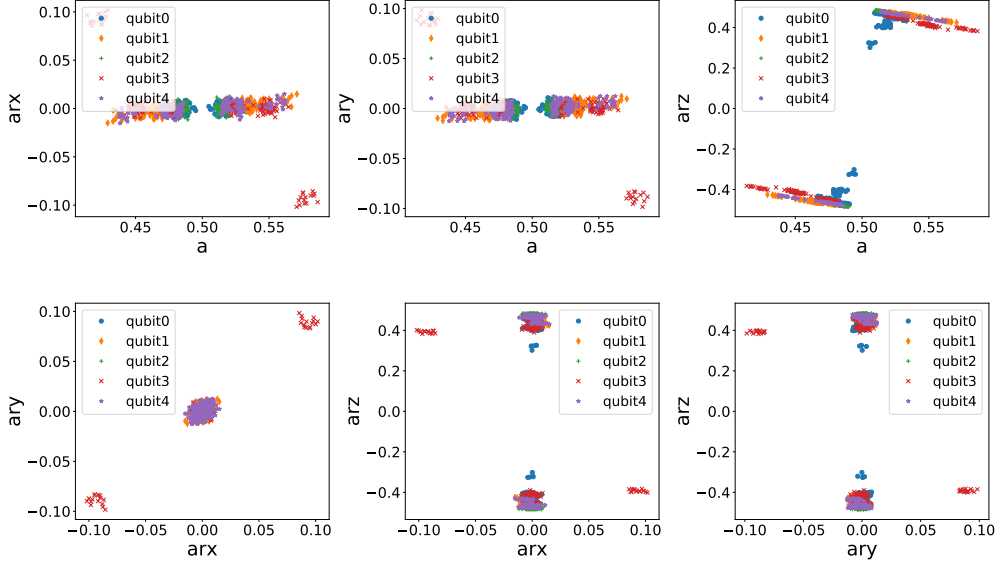 0.10
0.05
0.00
−0.05
−0.10
arx
0.45
0.50
0.55
a
qubit0
qubit1
qubit2
qubit3
qubit4
0.10
0.05
0.00
−0.05
−0.10
ary
0.45
0.50
0.55
a
qubit0
qubit1
qubit2
qubit3
qubit4
0.4
0.2
0.0
−0.2
−0.4
arz
0.45
0.50
0.55
a
qubit0
qubit1
qubit2
qubit3
qubit4
0.10
0.05
0.00
−0.05
−0.10
ary
−0.10
−0.05
0.00
0.05
0.10
arx
qubit0
qubit1
qubit2
qubit3
qubit4
0.4
0.2
0.0
−0.2
−0.4
arz
−0.10
−0.05
0.00
0.05
0.10
arx
qubit0
qubit1
qubit2
qubit3
qubit4
0.4
0.2
0.0
−0.2
−0.4
arz
−0.10
−0.05
0.00
0.05
0.10
ary
qubit0
qubit1
qubit2
qubit3
qubit4